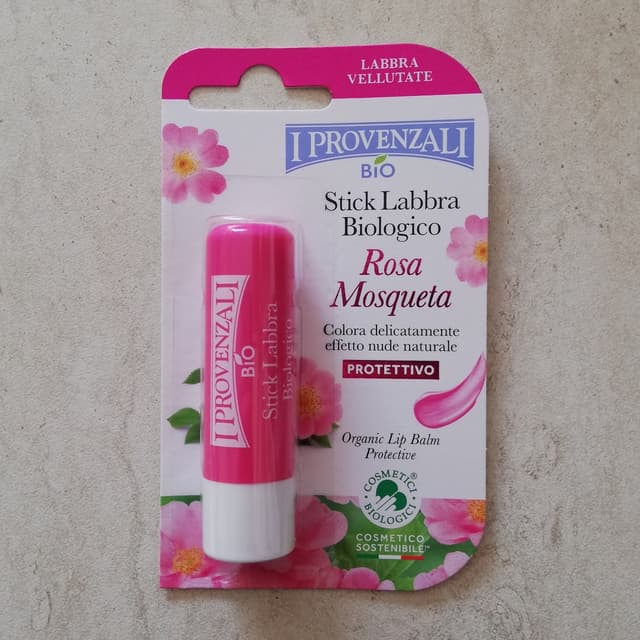 LABBRA
VELLUTATE
I PROVENZALI
BIO
Stick Labbra
Biologico
Rosa
Mosqueta
Colora delicatamente
effetto nude naturale
PROTETTIVO
Organic Lip Balm
Protective
COSMETICI
BIOLOGICI
®
COSMETICO
SOSTENIBILE™
I PROVENZALI
BIO
Stick Labbra
Biologico